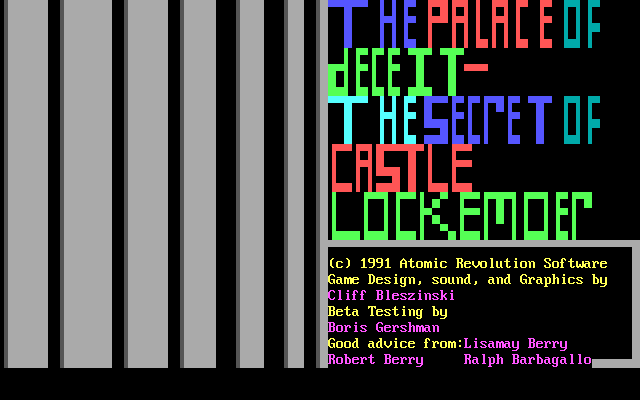 THE PALACE OF
dECEIT-
THE SECRET OF
CASTLE
LOCKEMOER
(c) 1991 Atomic Revolution Software
Game Design, sound, and Graphics by
Cliff Bleszinski
Beta Testing by
Boris Gershman
Good advice from:Lisamay Berry
Robert Berry Ralph Barbagallo